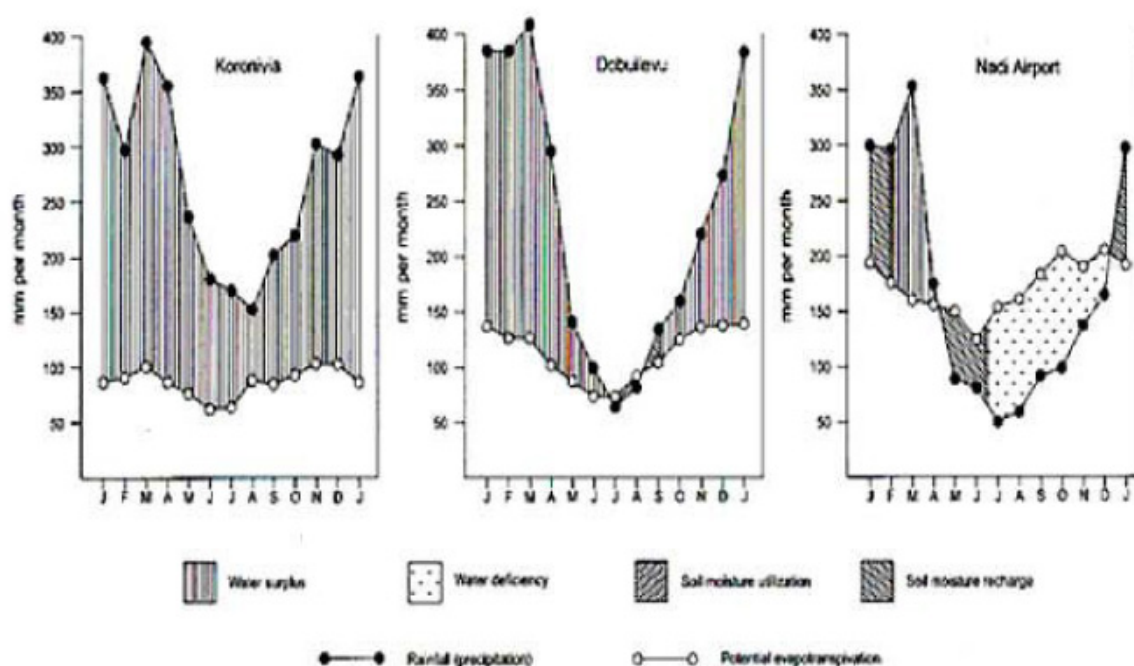 Koronivia
Dobuilevu
Nadi Airport
400
350
300
250
200
150
100
50
mm per month
J F M A M J J A S O N D J
400
350
300
250
200
150
100
50
mm per month
J F M A M J J A S O N D J
400
350
300
250
200
150
100
50
mm per month
J F M A M J J A S O N D J
Water surplus
Water deficiency
Soil moisture utilization
Soil moisture recharge
Rainfall (precipitation)
Potential evapotranspiration